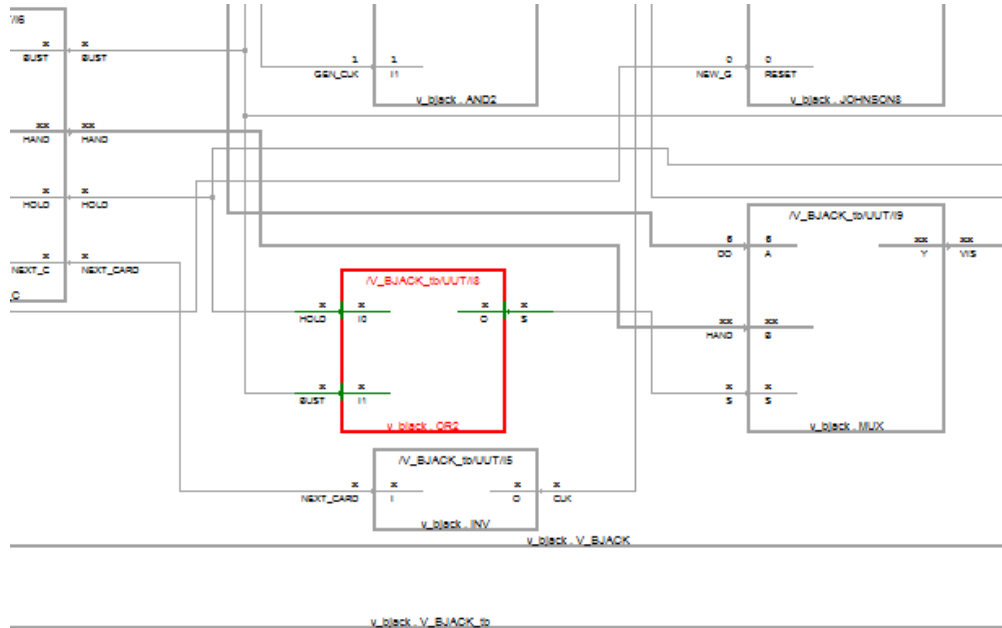 /I6
x x
BUST BUST
1 1
GEN_CLK I1
v_bjack . AND2
0 0
NEW_G RESET
v_bjack . JOHNSON8
xx xx
HAND HAND
x x
HOLD HOLD
x x
NEXT_C NEXT_CARD
C
/V_BJACK_tb/UUT/I9
6 6
A
xx xx
Y VIS
xx xx
HAND B
x x
S S
v_bjack . MUX
/V_BJACK_tb/UUT/I8
x x
HOLD I0
x x
O S
x x
BUST I1
v_bjack . OR2
/V_BJACK_tb/UUT/I5
x x
NEXT_CARD I
x x
O CLK
v_bjack . INV
v_bjack . V_BJACK
v_bjack . V_BJACK_tb